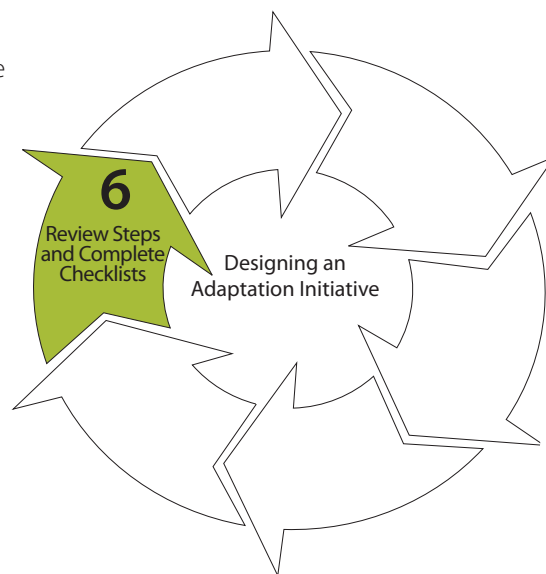 e
6
Review Steps
and Complete
Checklists
Designing an
Adaptation Initiative